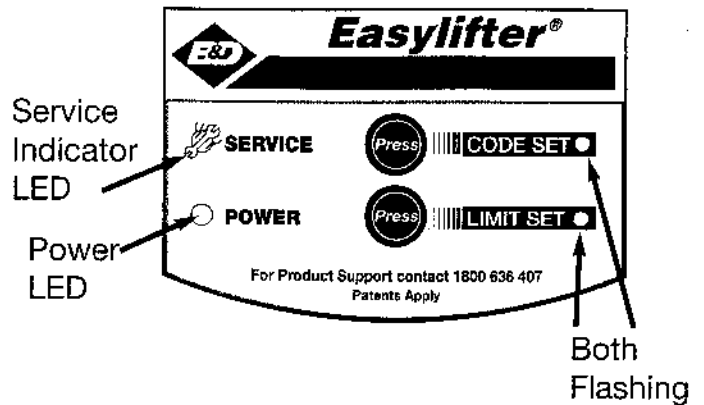 B&D
Easylifter®
Service
Indicator
LED
SERVICE
Press
CODE SET
Power
LED
POWER
Press
LIMIT SET
For Product Support contact 1800 636 407
Patents Apply
Both
Flashing